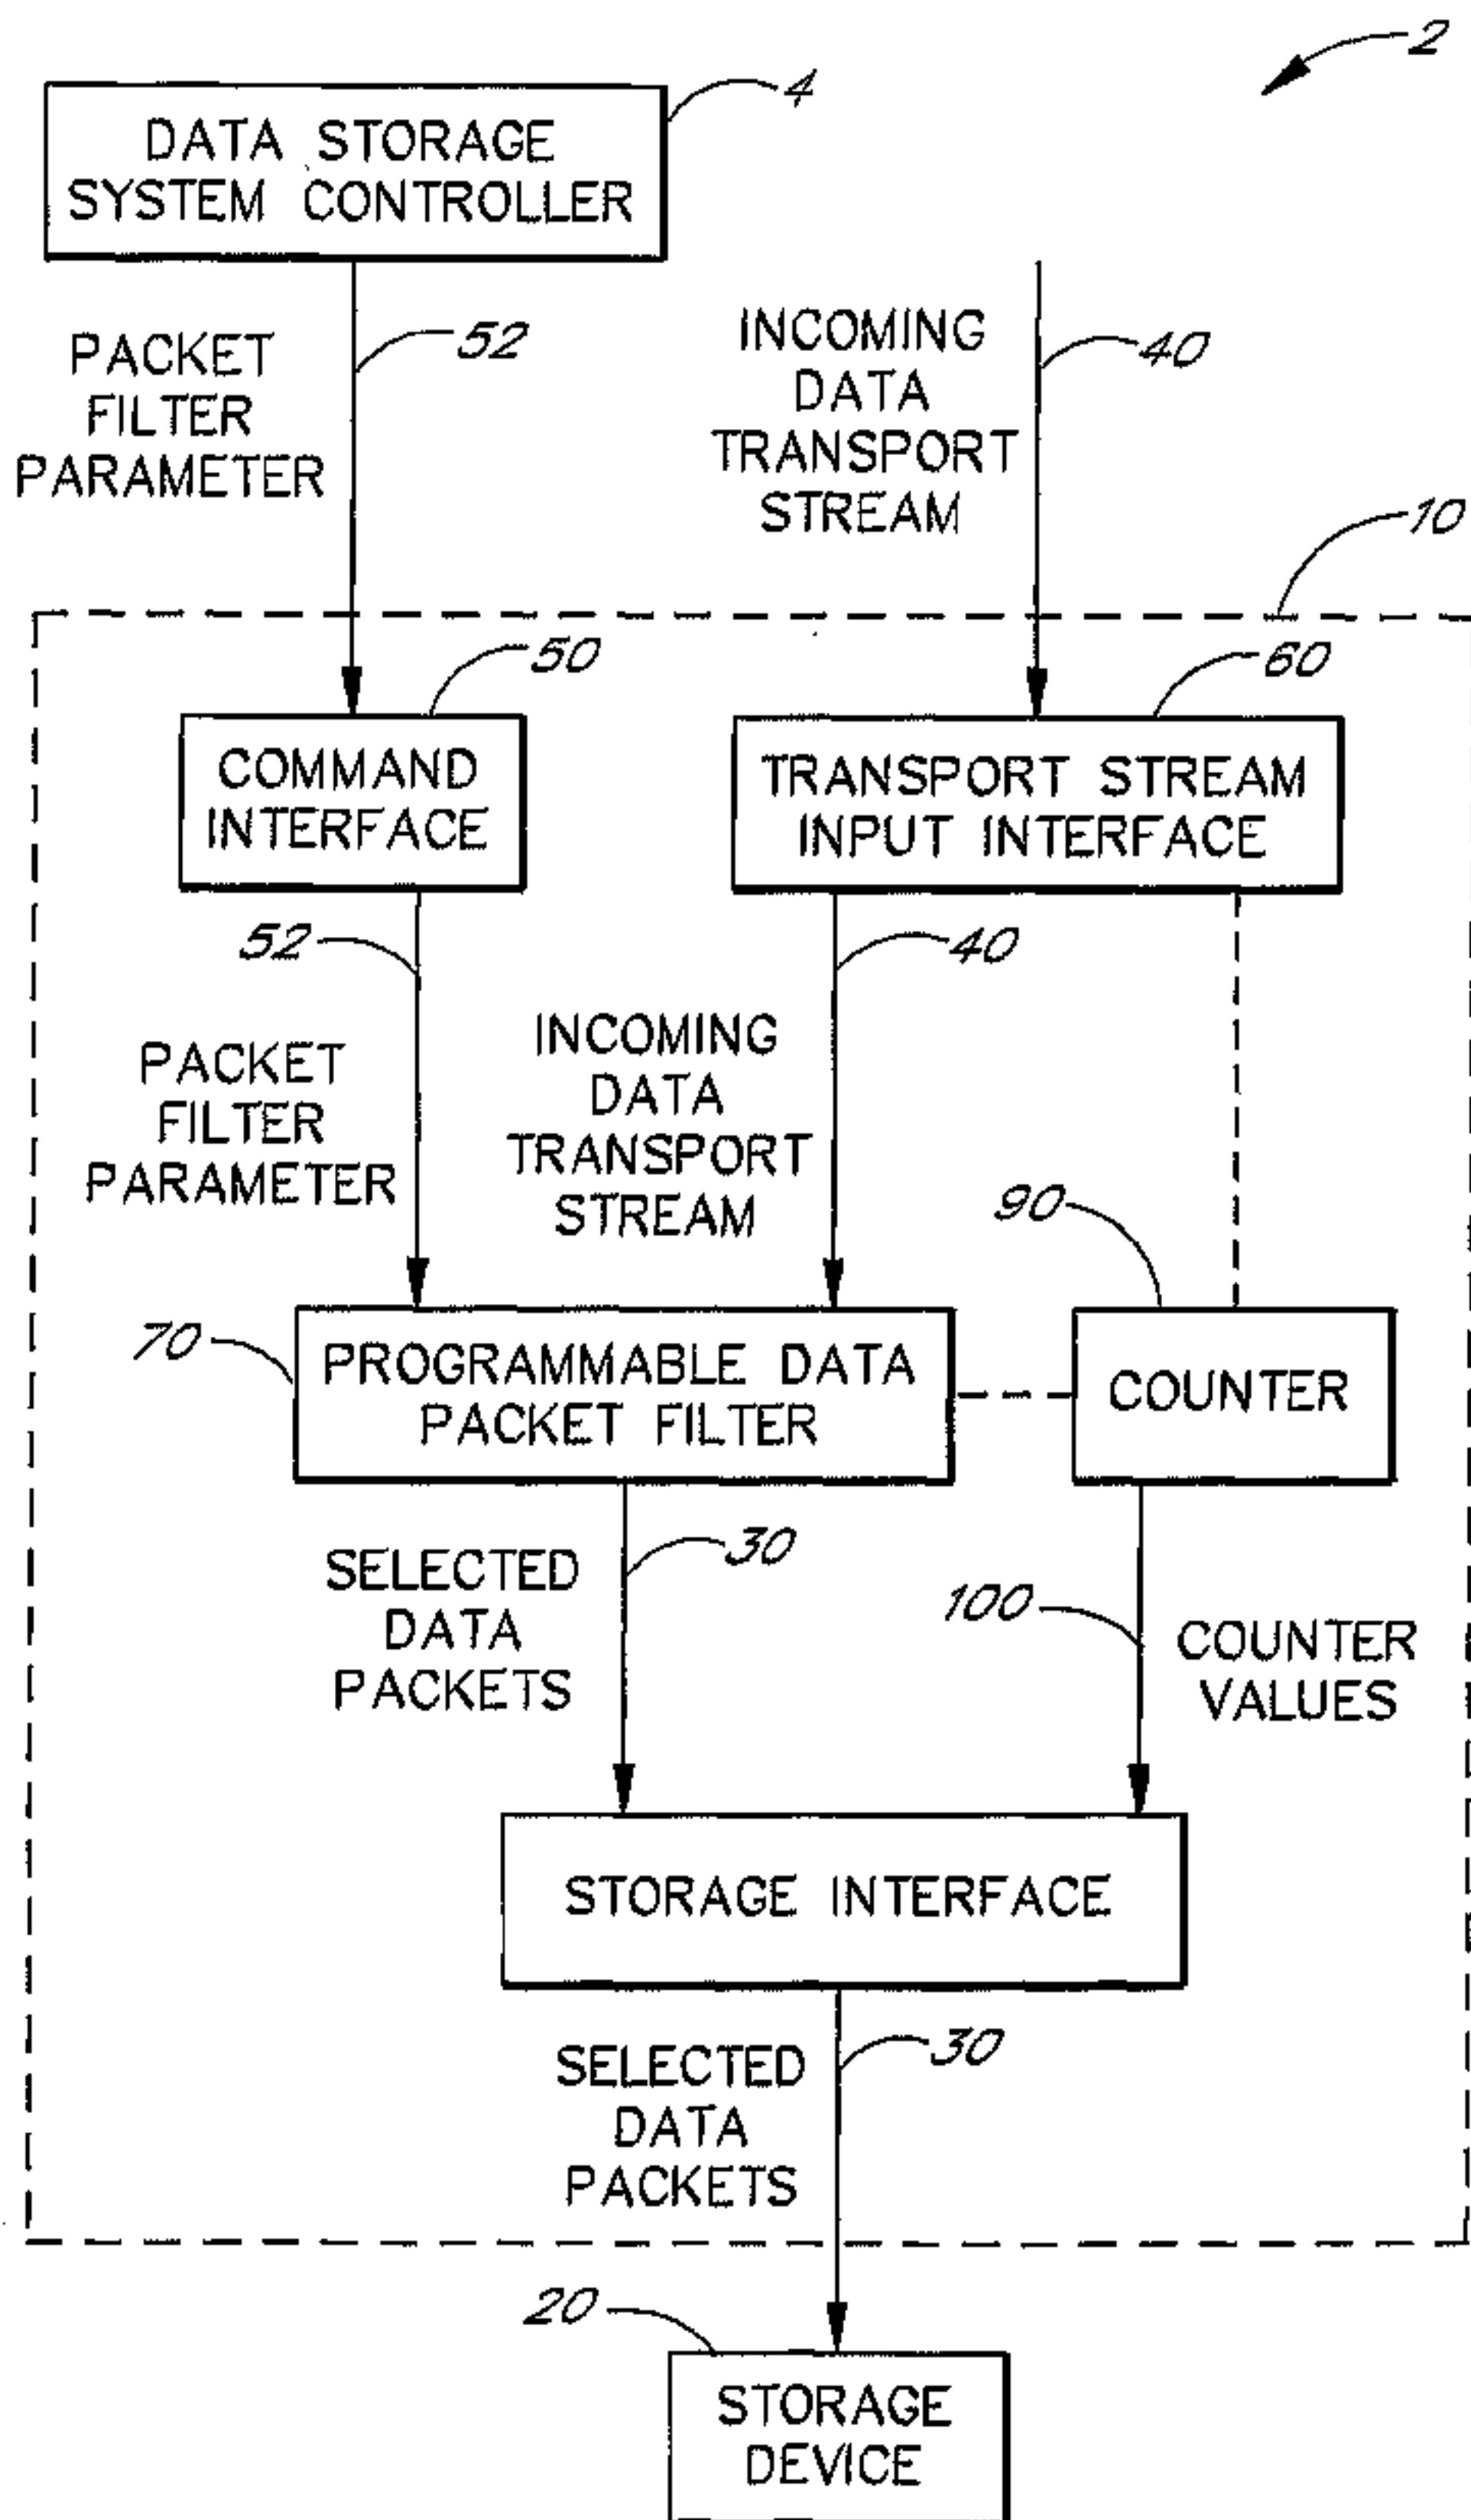 2
4
DATA STORAGE
SYSTEM CONTROLLER
PACKET
FILTER
PARAMETER
52
INCOMING
DATA
TRANSPORT
STREAM
40
10
50
60
COMMAND
INTERFACE
TRANSPORT STREAM
INPUT INTERFACE
52
40
PACKET
FILTER
PARAMETER
INCOMING
DATA
TRANSPORT
STREAM
90
70
PROGRAMMABLE DATA
PACKET FILTER
COUNTER
SELECTED
DATA
PACKETS
30
100
COUNTER
VALUES
STORAGE INTERFACE
SELECTED
DATA
PACKETS
30
20
STORAGE
DEVICE